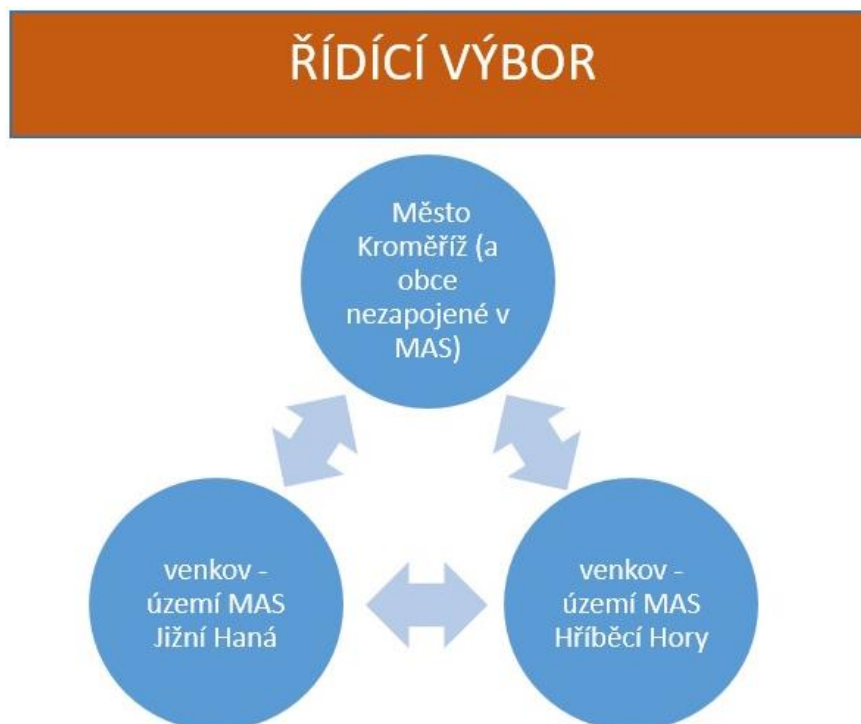 ŘÍDÍCÍ VÝBOR
Město
Kroměříž (a
obce
nezapojené v
MAS)
venkov -
území MAS
Jižní Haná
venkov -
území MAS
Hříběcí Hory